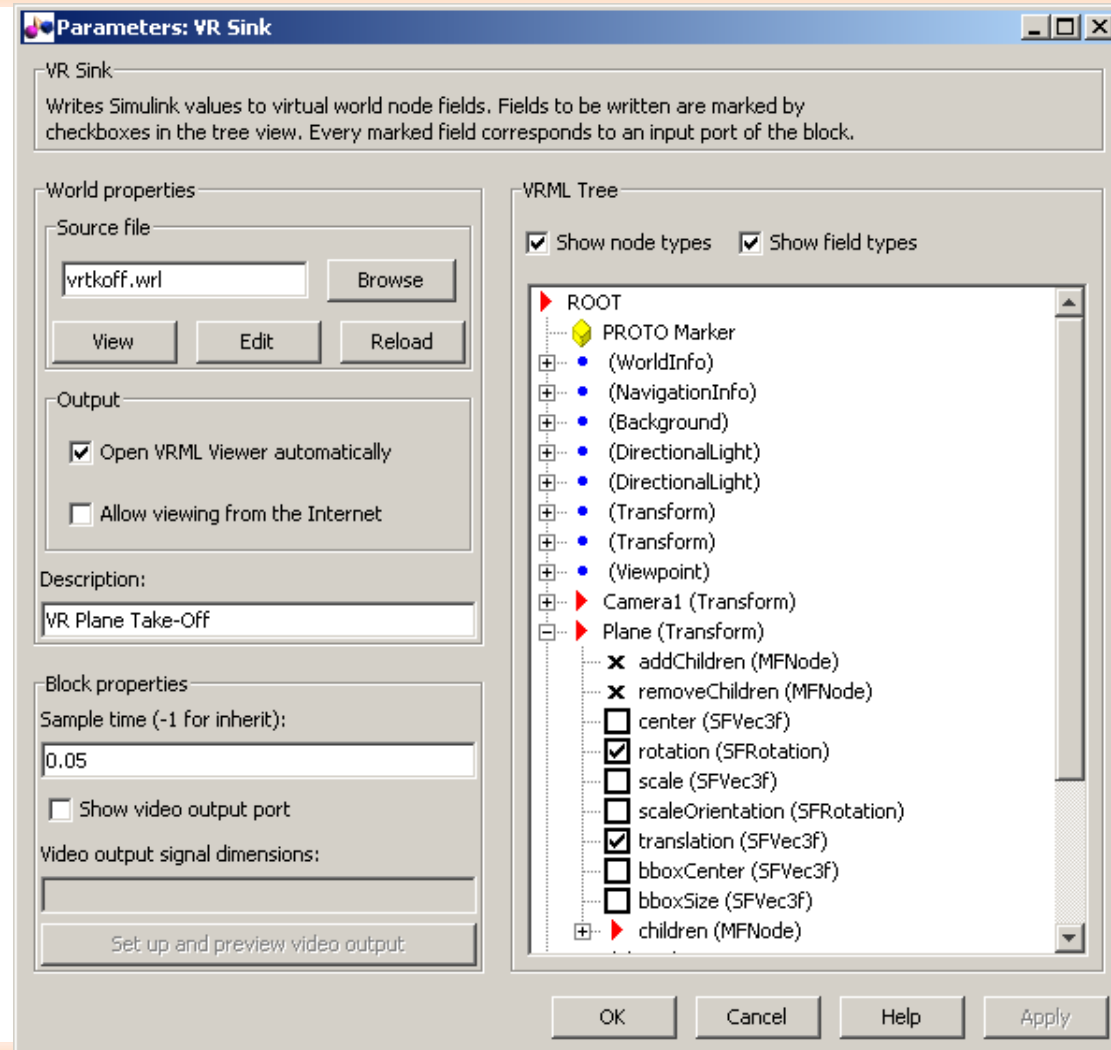 Parameters: VR Sink
VR Sink
Writes Simulink values to virtual world node fields. Fields to be written are marked by
checkboxes in the tree view. Every marked field corresponds to an input port of the block.
World properties
Source file
vrtkoff.wrl
Browse
View
Edit
Reload
Output
Open VRML Viewer automatically
Allow viewing from the Internet
Description:
VR Plane Take-Off
Block properties
Sample time (-1 for inherit):
0.05
Show video output port
Video output signal dimensions:
Set up and preview video output
VRML Tree
Show node types
Show field types
ROOT
PROTO Marker
(WorldInfo)
(NavigationInfo)
(Background)
(DirectionalLight)
(DirectionalLight)
(Transform)
(Transform)
(Viewpoint)
Camera1 (Transform)
Plane (Transform)
addChildren (MFNode)
removeChildren (MFNode)
center (SFVec3f)
rotation (SFRotation)
scale (SFVec3f)
scaleOrientation (SFRotation)
translation (SFVec3f)
bboxCenter (SFVec3f)
bboxSize (SFVec3f)
children (MFNode)
OK
Cancel
Help
Apply